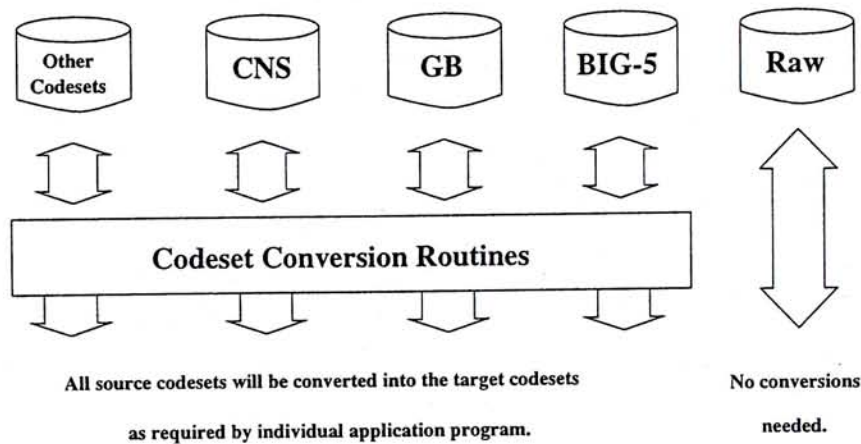 Other
Codesets
CNS
GB
BIG-5
Raw
Codeset Conversion Routines
All source codesets will be converted into the target codesets
as required by individual application program.
No conversions
needed.